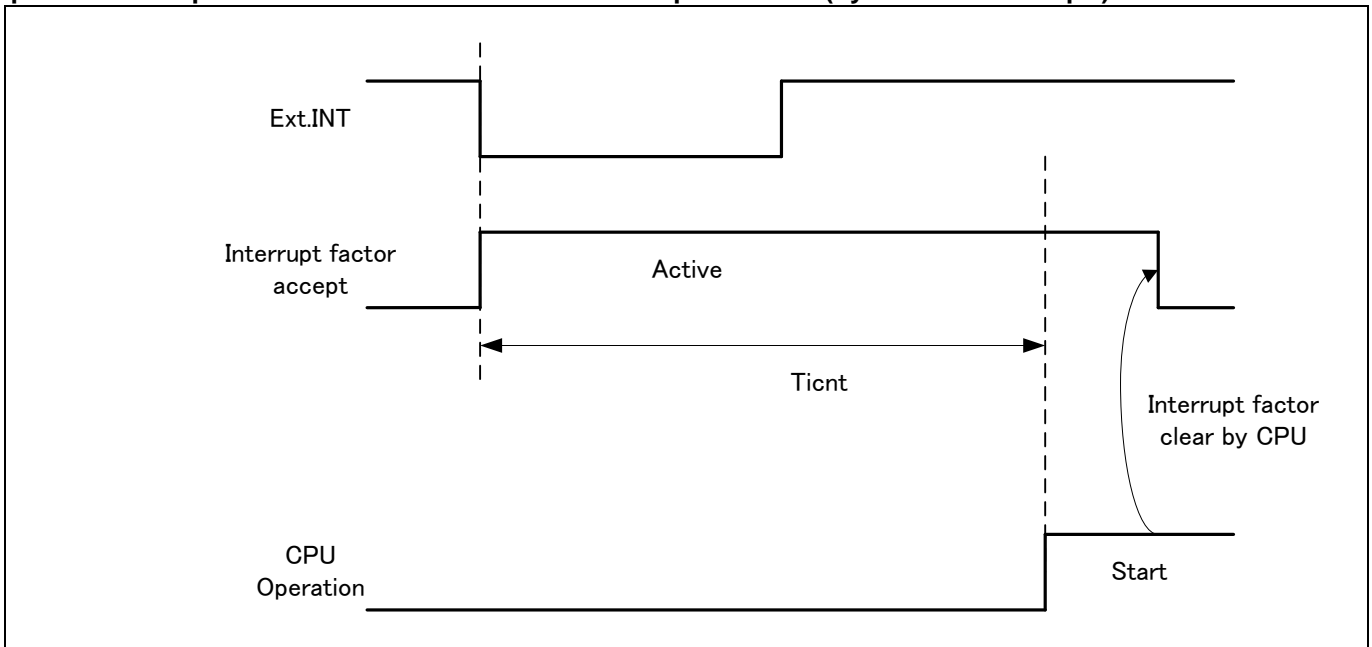 Ext.INT
Interrupt factor
accept
Active
Ticnt
Interrupt factor
clear by CPU
CPU
Operation
Start